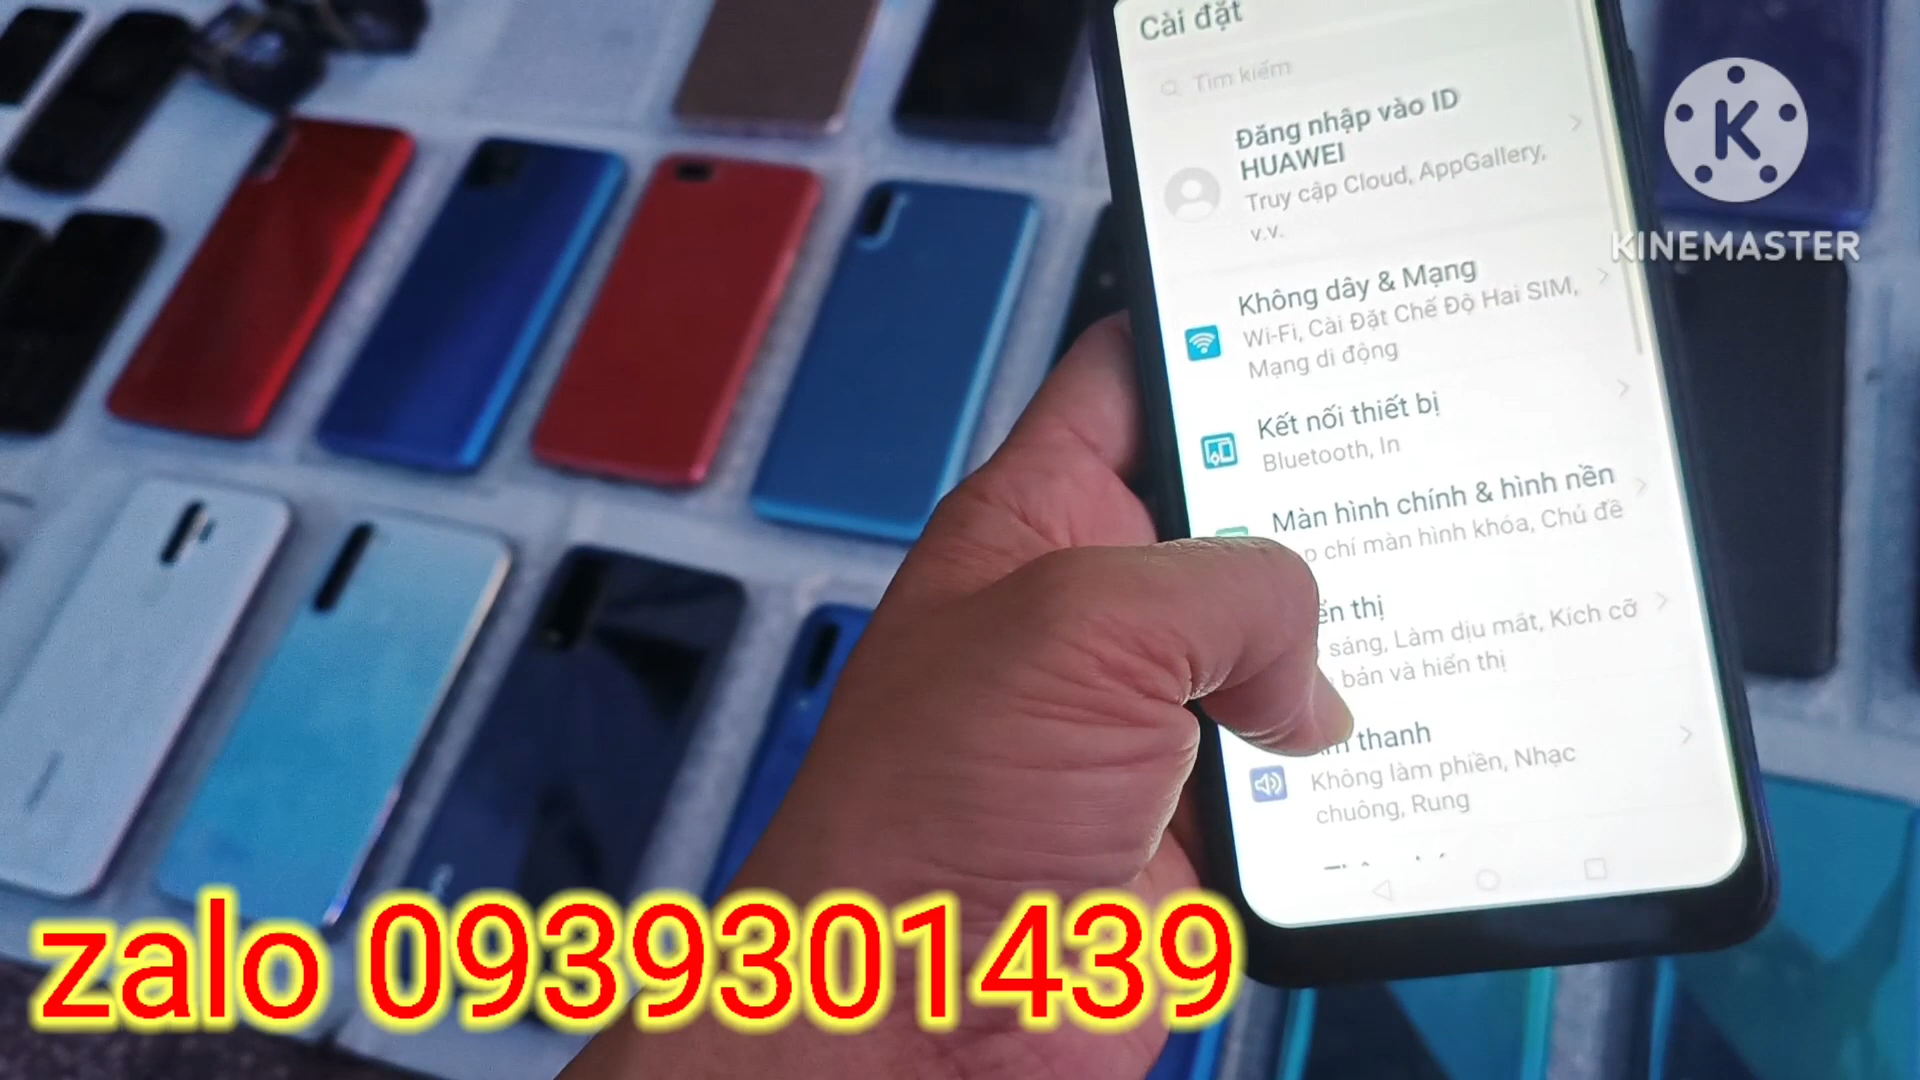 Cài đặt
Tìm kiếm
Đăng nhập vào ID
HUAWEI
Truy cập Cloud, AppGallery,
v.v.
Không dây & Mạng
Wi-Fi, Cài Đặt Chế Độ Hai SIM,
Mạng di động
Kết nối thiết bị
Bluetooth, In
Màn hình chính & hình nền
chí màn hình khóa, Chủ đề
thị
sáng, Làm dịu mát, Kích cỡ
bản và hiển thị
thanh
Không làm phiền, Nhạc
chuông, Rung
K
KINEMASTER
zalo 0939301439